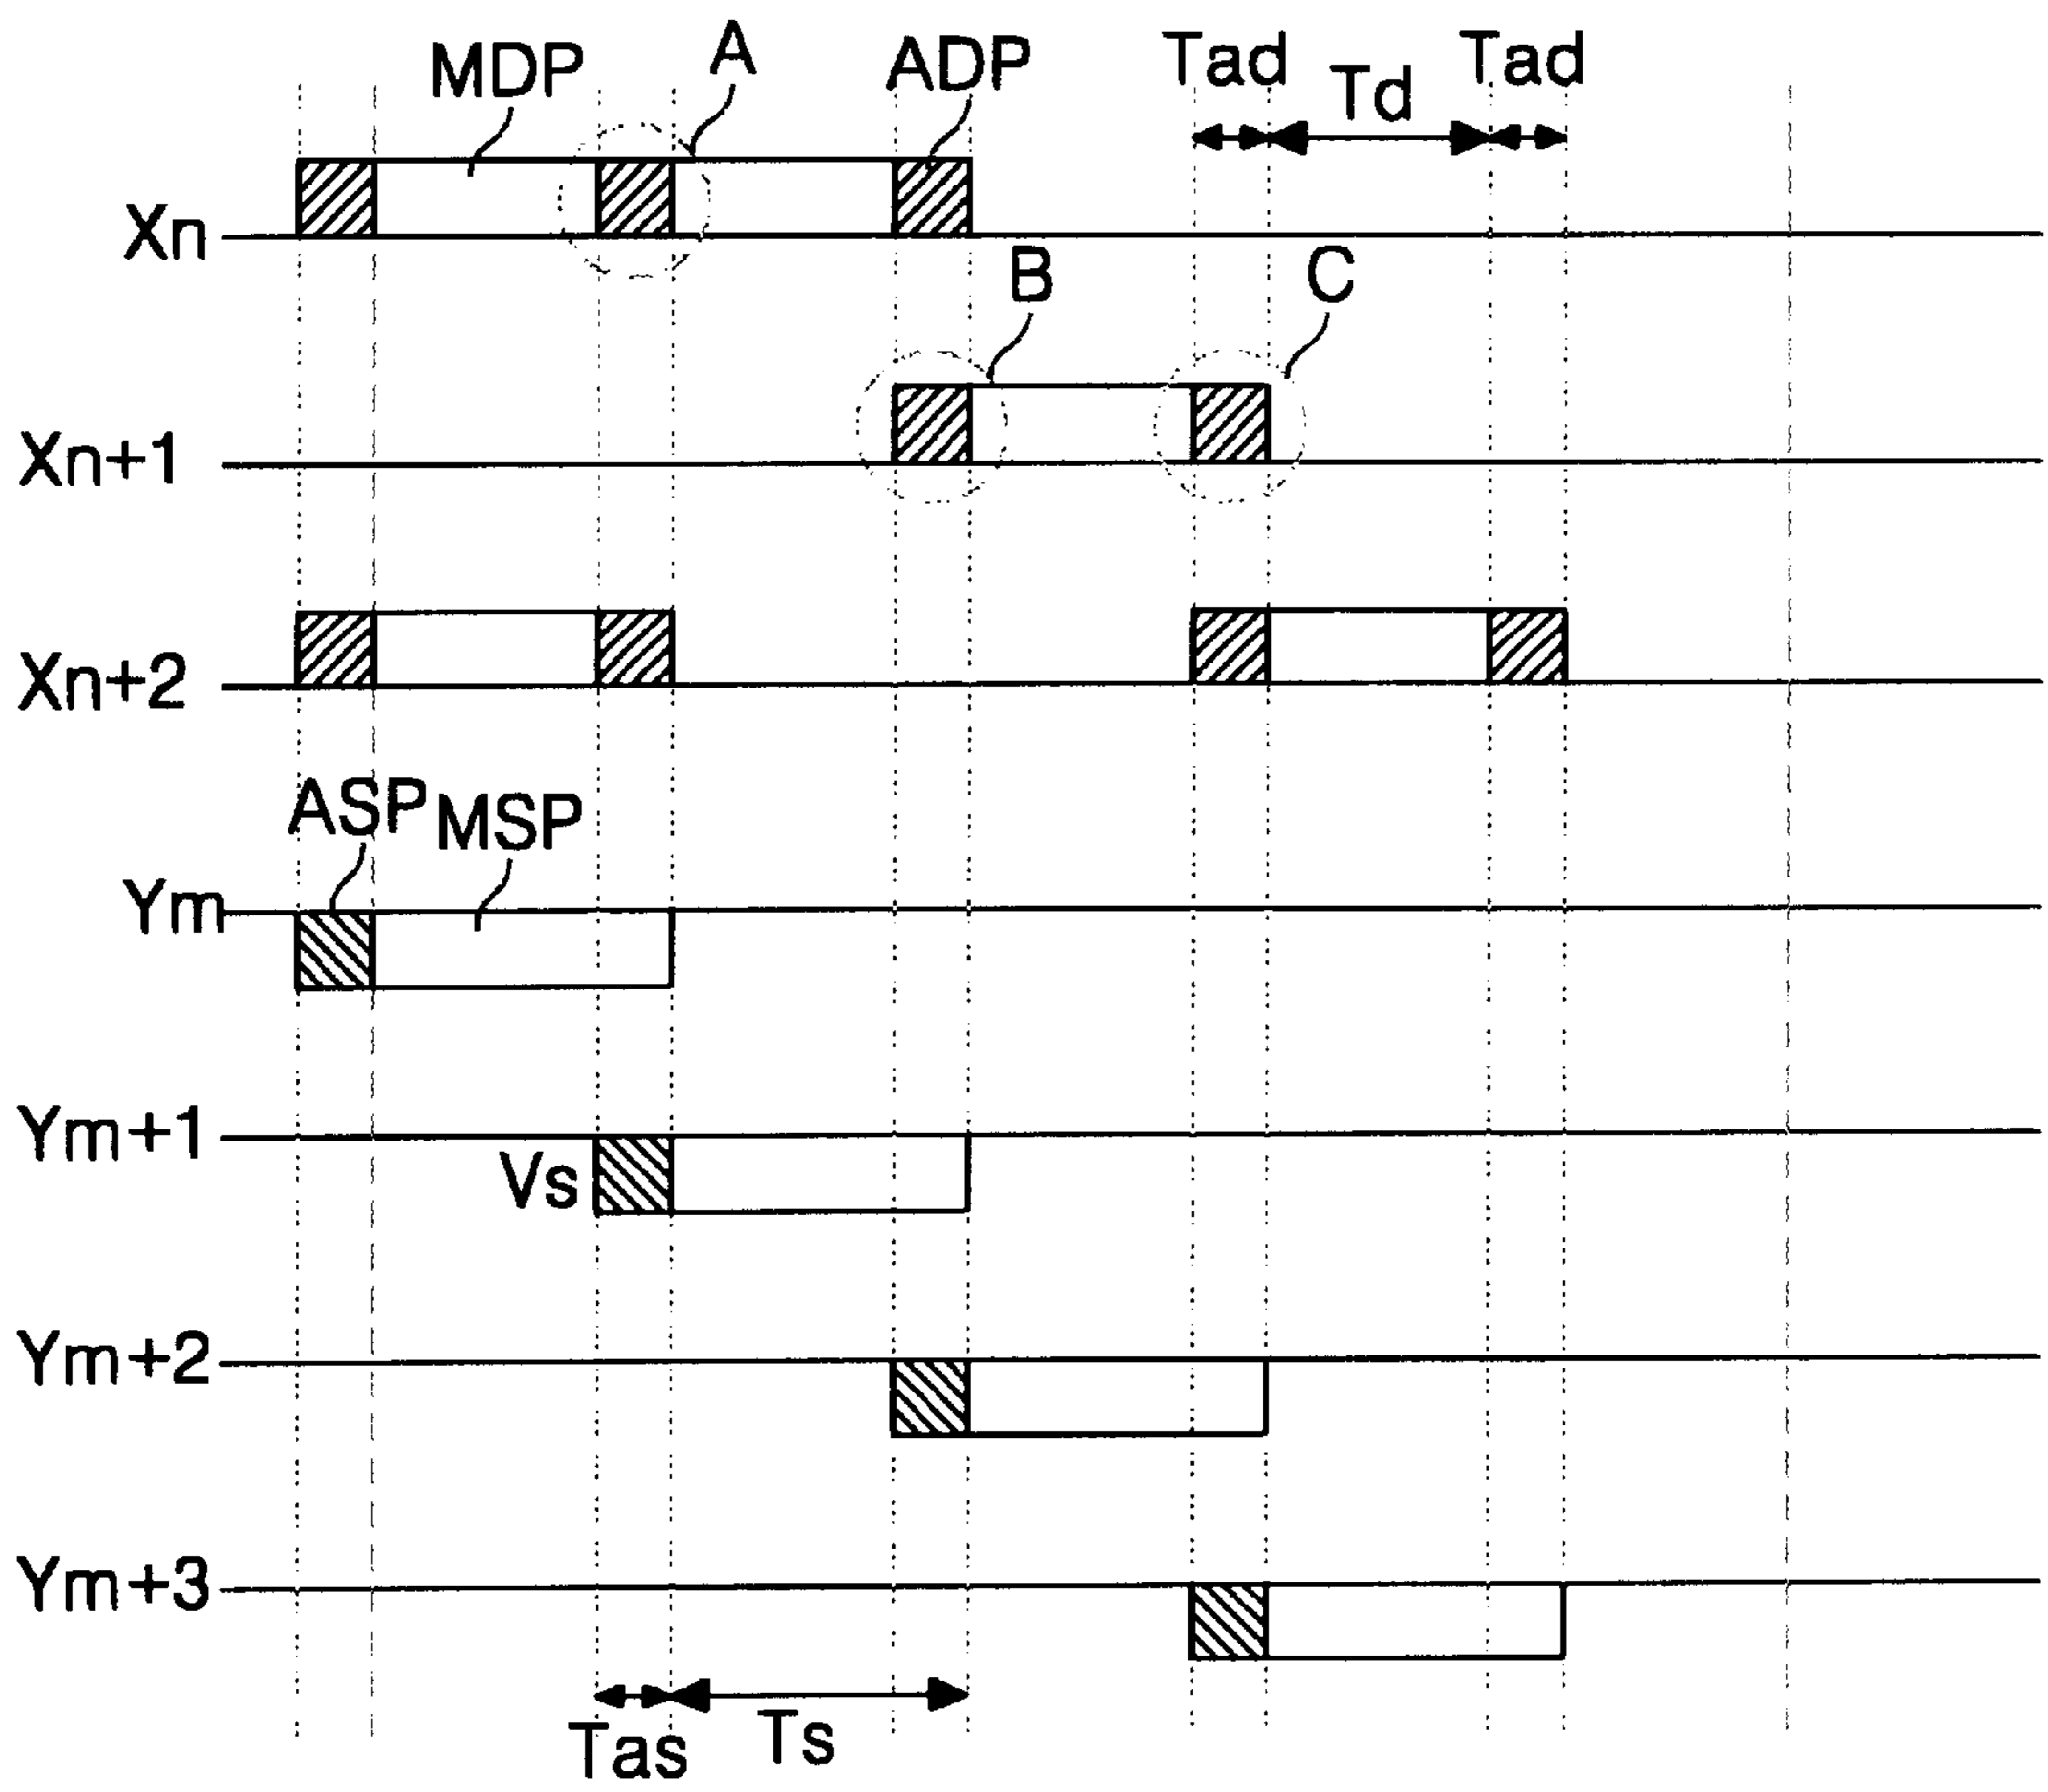 MDP
A
ADP
Tad
Td
Tad
Xn
B
C
Xn+1
Xn+2
ASP
MSP
Ym
Ym+1
Vs
Ym+2
Ym+3
Tas
Ts